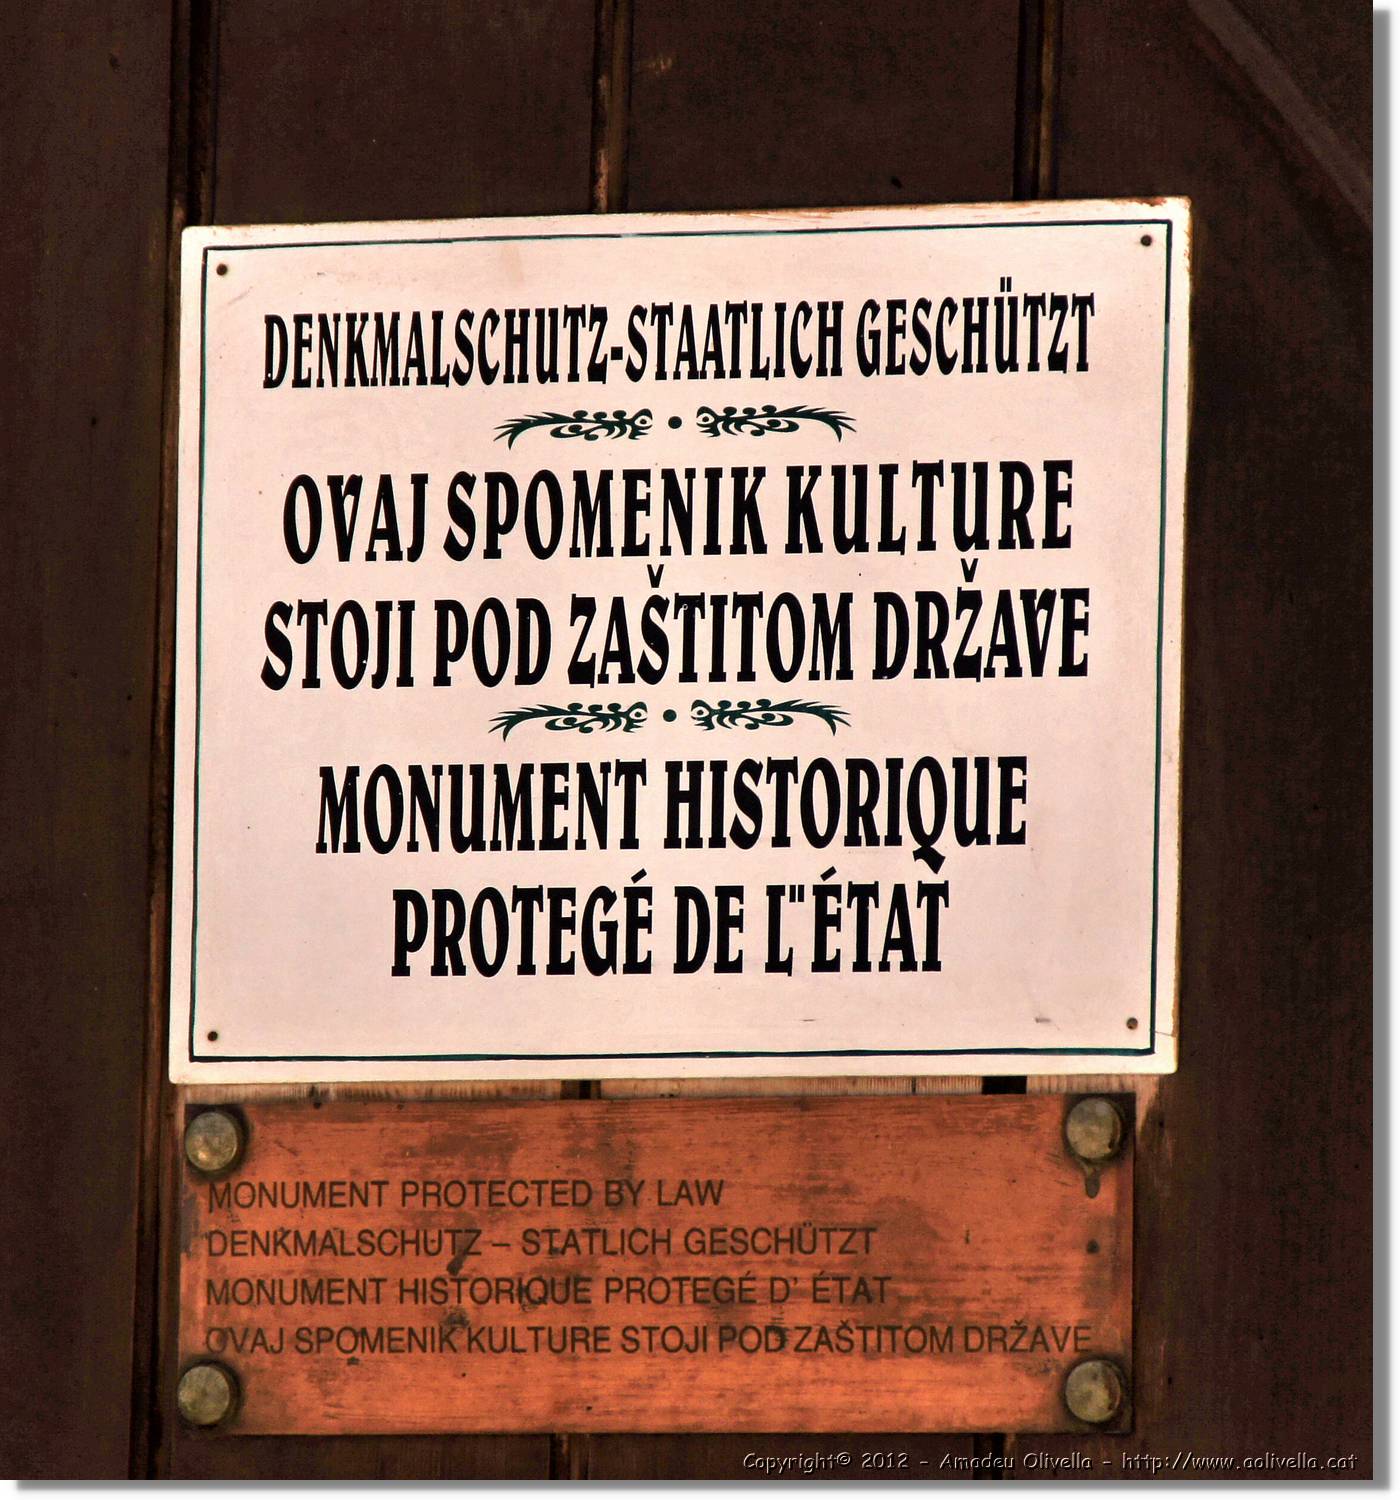 DENKMALSCHUTZ-STAATLICH GESCHÜTZT
OVAJ SPOMENIK KULTURE
STOJI POD ZAŠTITOM DRŽAVE
MONUMENT HISTORIQUE
PROTEGÉ DE L"ÉTAT
MONUMENT PROTECTED BY LAW
DENKMALSCHUTZ – STATLICH GESCHÜTZT
MONUMENT HISTORIQUE PROTEGÉ D' ÉTAT
OVAJ SPOMENIK KULTURE STOJI POD ZAŠTITOM DRŽAVE
Copyright© 2012 - Amadeu Olivella - http://www.aolivella.cat